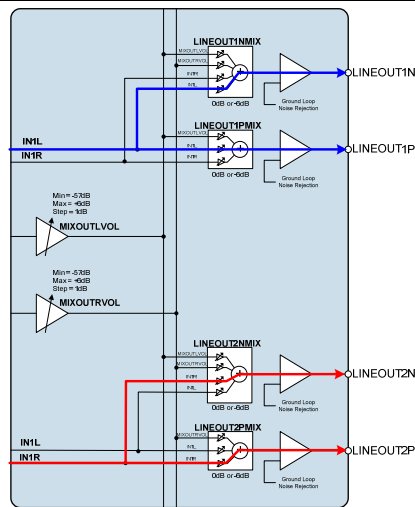 LINEOUT1NMIX
MIXOUTLVOL
MIXOUTRVOL
IN1R
IN1L
0dB or -6dB
Ground Loop
Noise Rejection
LINEOUT1N
LINEOUT1PMIX
MIXOUTLVOL
IN1L
IN1R
0dB or -6dB
Ground Loop
Noise Rejection
LINEOUT1P
IN1L
IN1R
Min = -57dB
Max = +6dB
Step = 1dB
MIXOUTLVOL
Min = -57dB
Max = +6dB
Step = 1dB
MIXOUTRVOL
LINEOUT2NMIX
MIXOUTLVOL
MIXOUTRVOL
IN1R
IN1L
0dB or -6dB
Ground Loop
Noise Rejection
LINEOUT2N
LINEOUT2PMIX
MIXOUTRVOL
IN1L
IN1R
0dB or -6dB
Ground Loop
Noise Rejection
LINEOUT2P
IN1L
IN1R